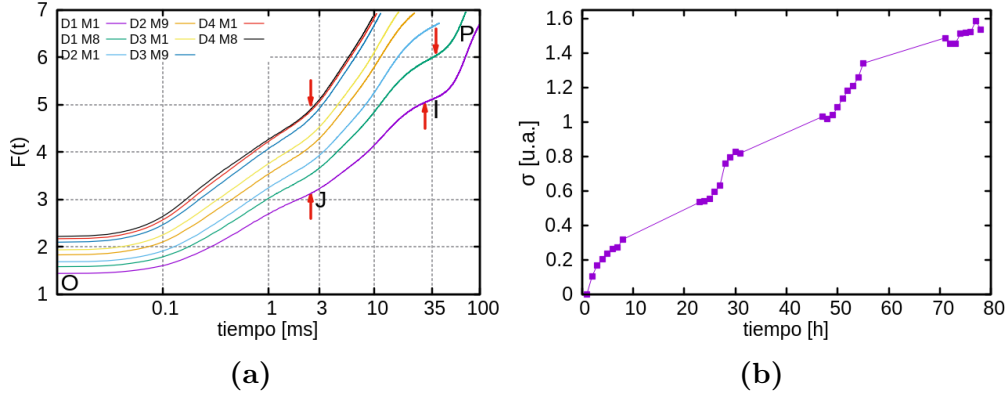 7
6
5
4
3
2
1
F(t)
D1 M1 D2 M9 D4 M1
D1 M8 D3 M1 D4 M8
D2 M1 D3 M9
P
I
J
O
0.1 1 3 10 35 100
tiempo [ms]
(a)
1.6
1.4
1.2
1
0.8
0.6
0.4
0.2
0
σ [u.a.]
0 10 20 30 40 50 60 70 80
tiempo [h]
(b)